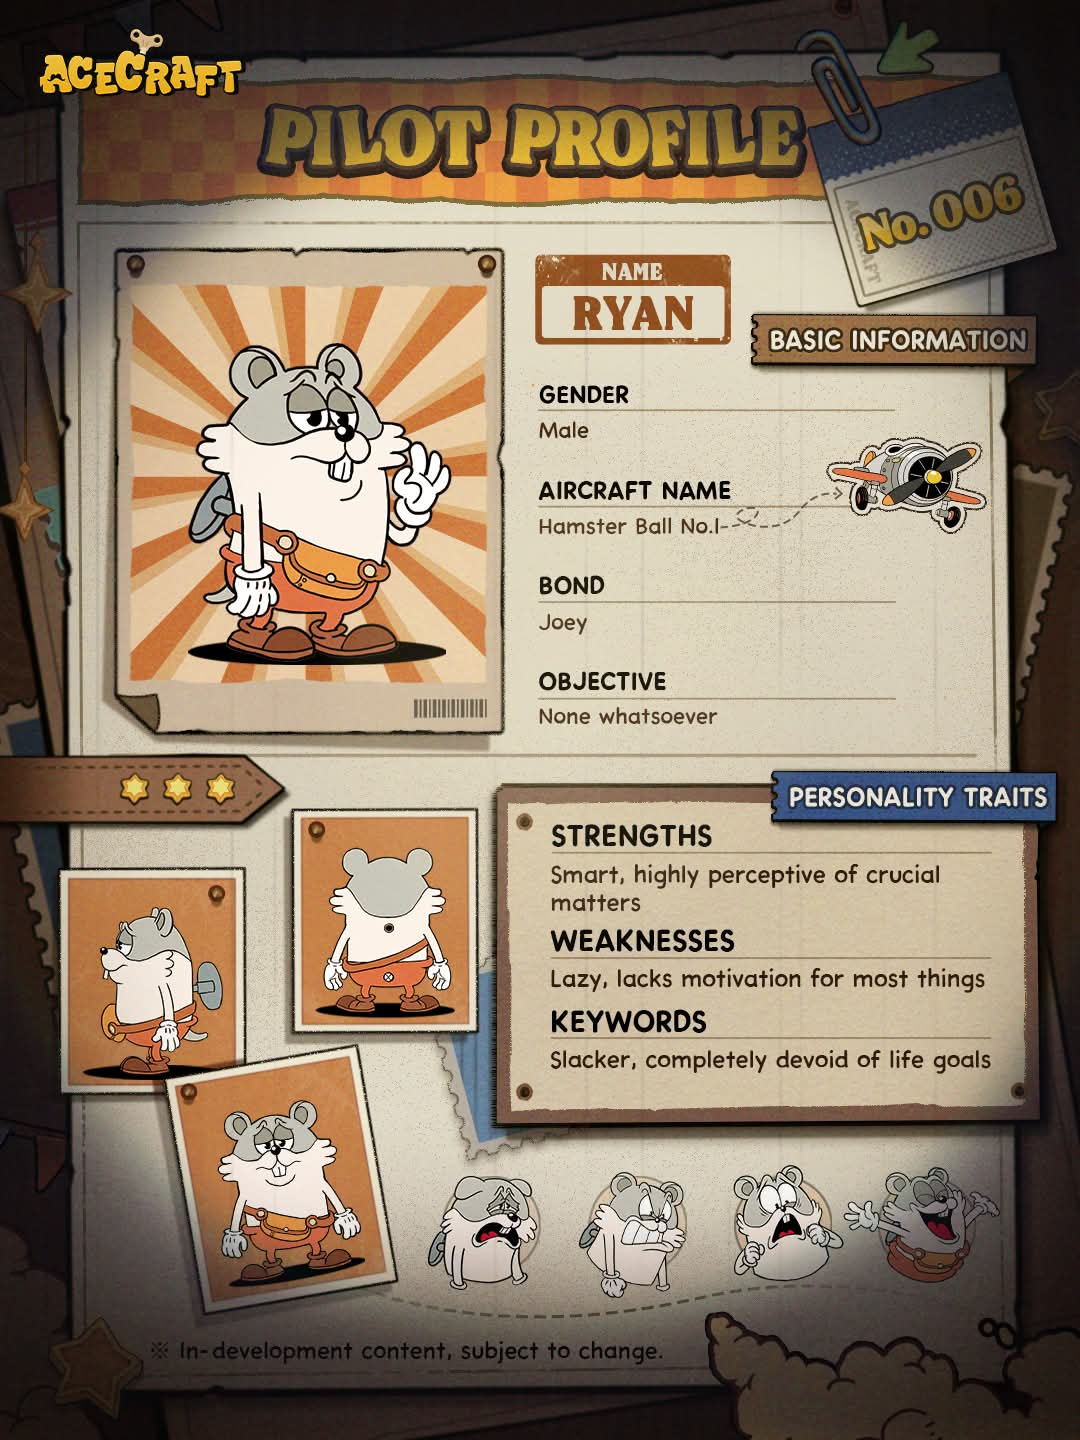 ACECRAFT
PILOT PROFILE
No. 006
ACECRAFT
NAME
RYAN
BASIC INFORMATION
GENDER
Male
AIRCRAFT NAME
Hamster Ball No.1
BOND
Joey
OBJECTIVE
None whatsoever
PERSONALITY TRAITS
STRENGTHS
Smart, highly perceptive of crucial
matters
WEAKNESSES
Lazy, lacks motivation for most things
KEYWORDS
Slacker, completely devoid of life goals
※ In-development content, subject to change.